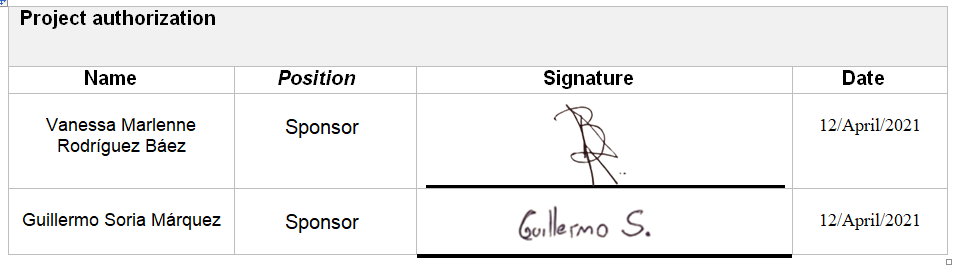 Project authorization
Name Position Signature Date
Vanessa Marlenne
Rodríguez Báez
Sponsor
12/April/2021
Guillermo Soria Márquez
Sponsor
Guillermo S.
12/April/2021